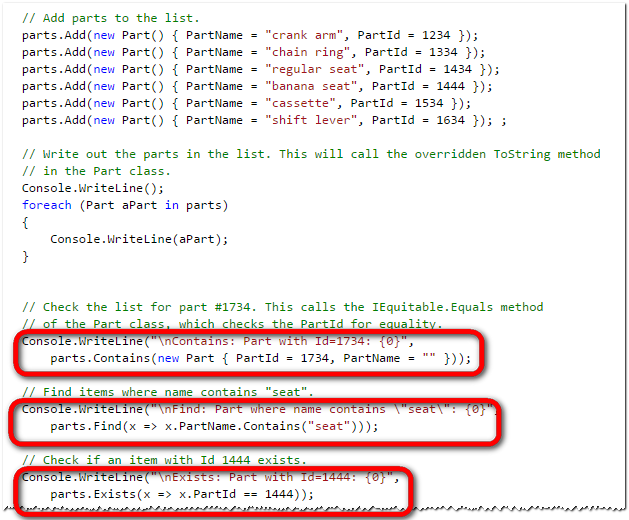 // Add parts to the list.
parts.Add(new Part() { PartName = "crank arm", PartId = 1234 });
parts.Add(new Part() { PartName = "chain ring", PartId = 1334 });
parts.Add(new Part() { PartName = "regular seat", PartId = 1434 });
parts.Add(new Part() { PartName = "banana seat", PartId = 1444 });
parts.Add(new Part() { PartName = "cassette", PartId = 1534 });
parts.Add(new Part() { PartName = "shift lever", PartId = 1634 }); ;
// Write out the parts in the list. This will call the overridden ToString method
// in the Part class.
Console.WriteLine();
foreach (Part aPart in parts)
{
    Console.WriteLine(aPart);
}
// Check the list for part #1734. This calls the IEquitable.Equals method
// of the Part class, which checks the PartId for equality.
Console.WriteLine("\nContains: Part with Id=1734: {0}",
    parts.Contains(new Part { PartId = 1734, PartName = "" }));
// Find items where name contains "seat".
Console.WriteLine("\nFind: Part where name contains \"seat\": {0}",
    parts.Find(x => x.PartName.Contains("seat")));
// Check if an item with Id 1444 exists.
Console.WriteLine("\nExists: Part with Id=1444: {0}",
    parts.Exists(x => x.PartId == 1444));